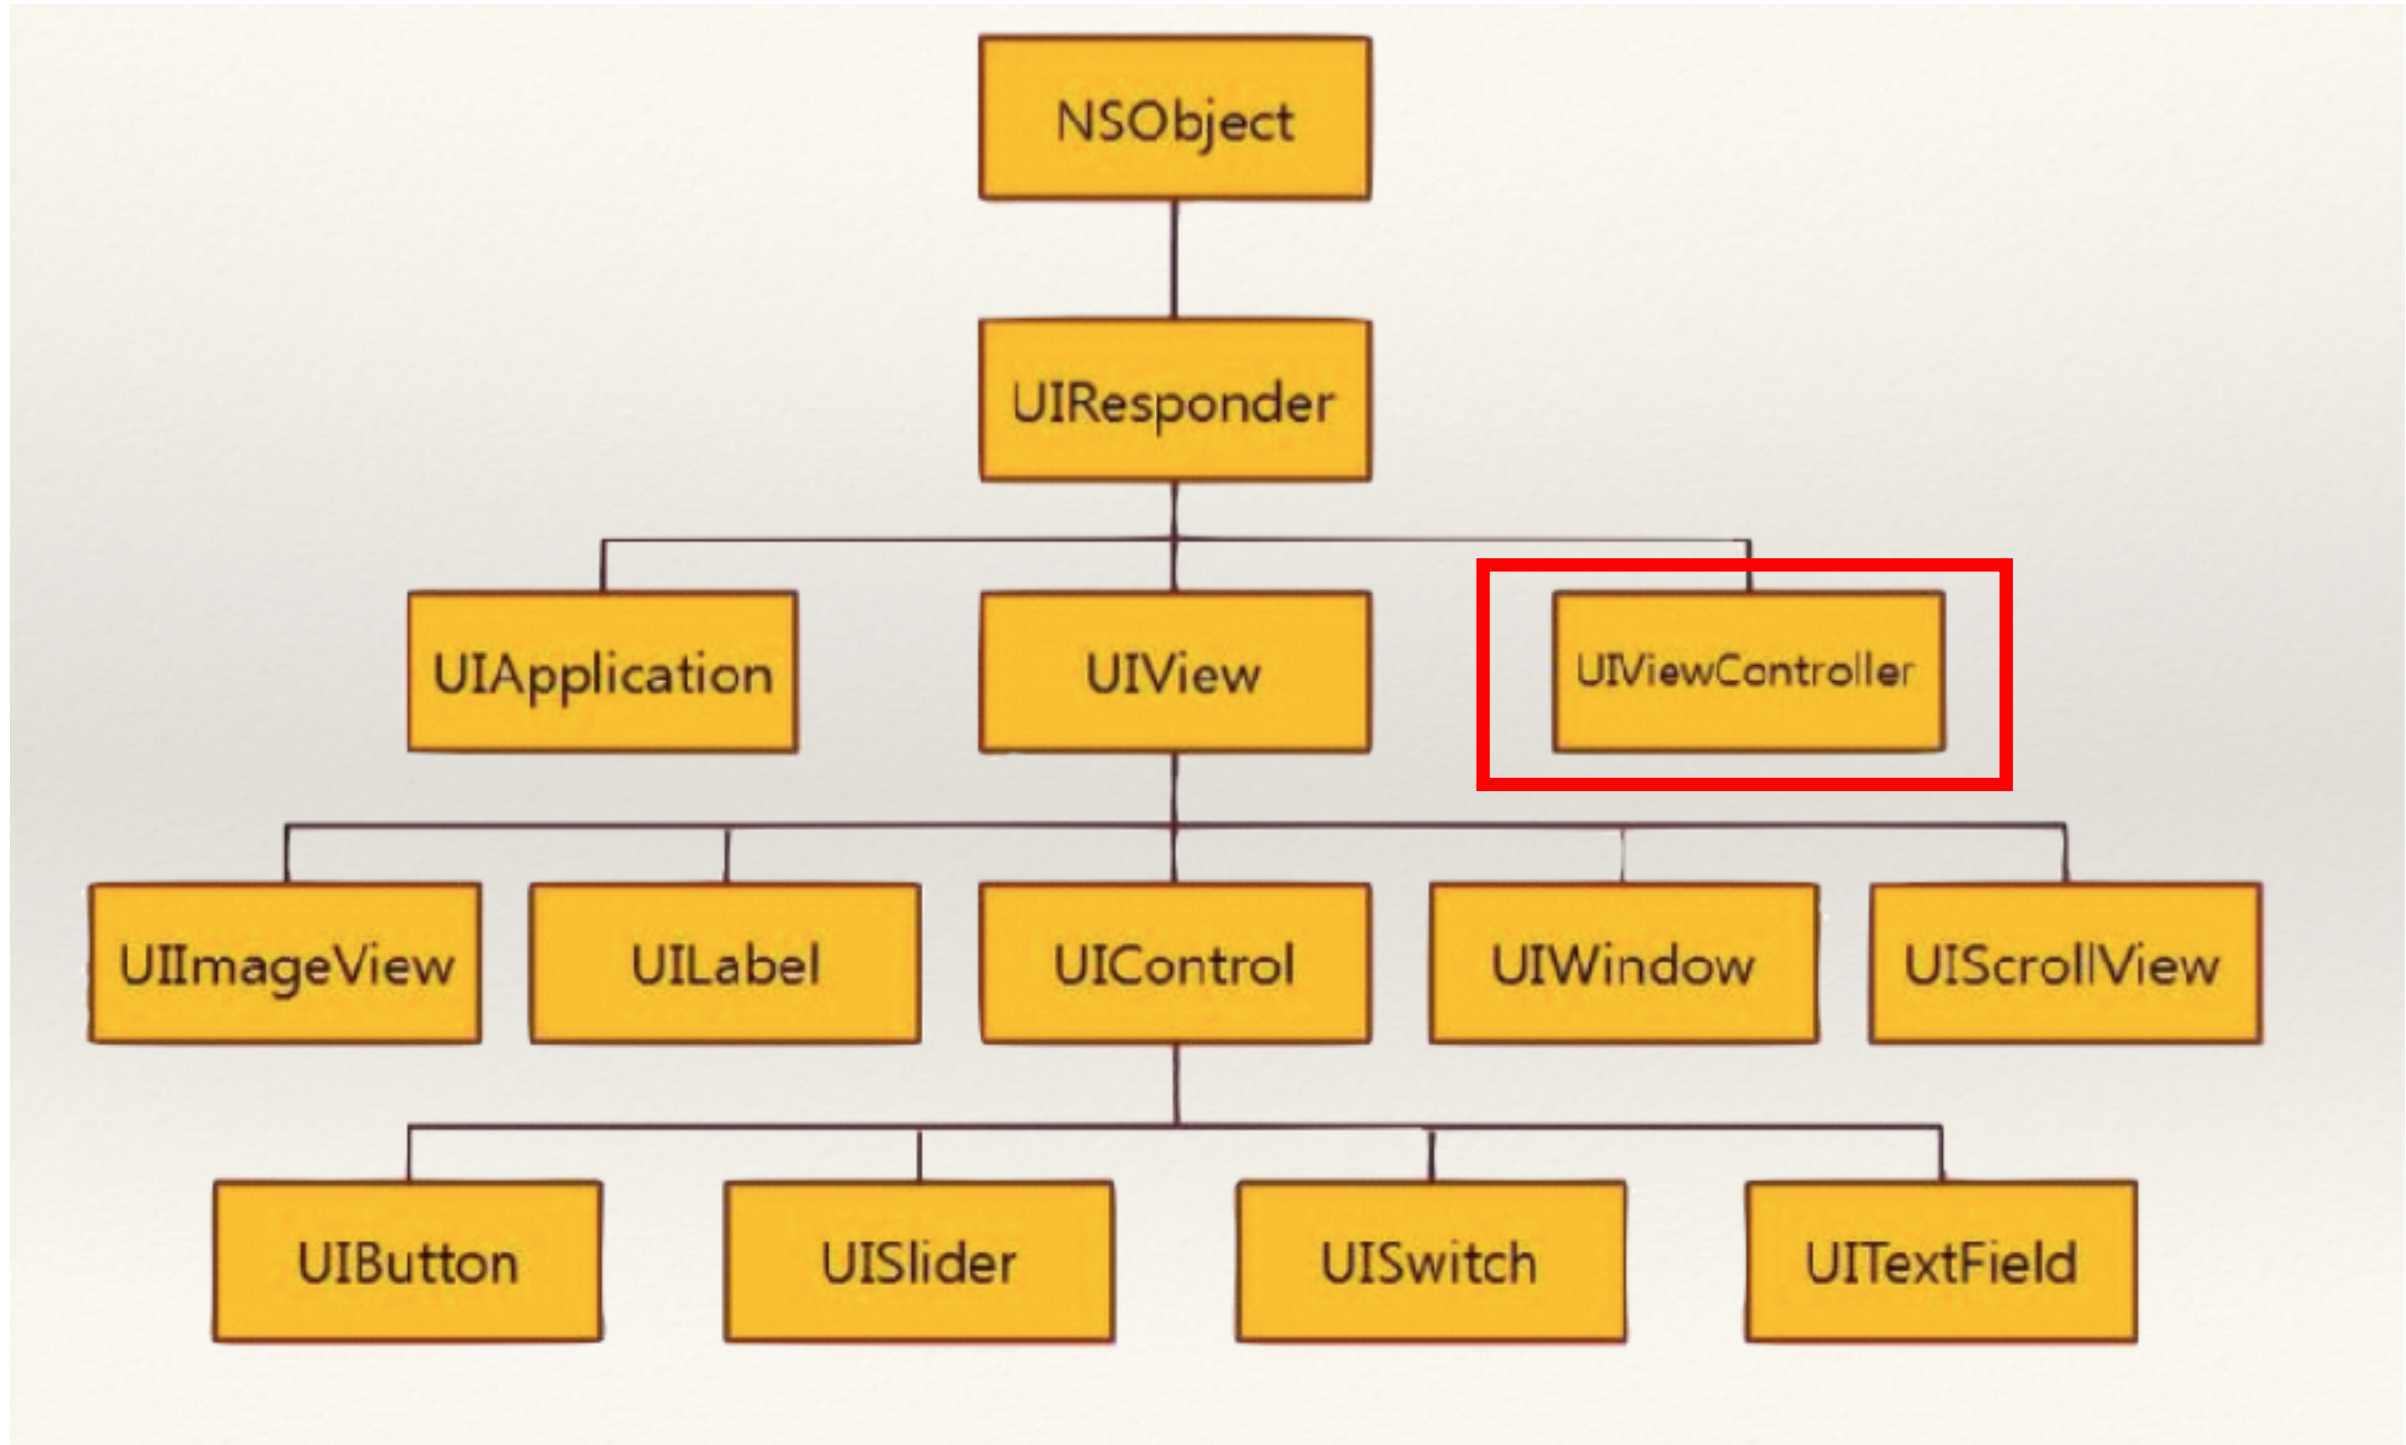 NSObject
UIResponder
UIApplication
UIView
UIViewController
UIImageView
UILabel
UIControl
UIWindow
UIScrollView
UIButton
UISlider
UISwitch
UITextField